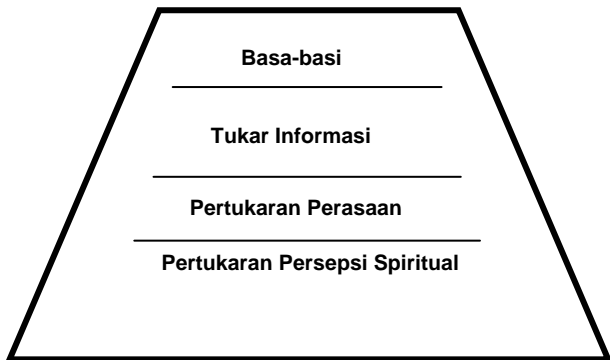 Basa-basi
Tukar Informasi
Pertukaran Perasaan
Pertukaran Persepsi Spiritual